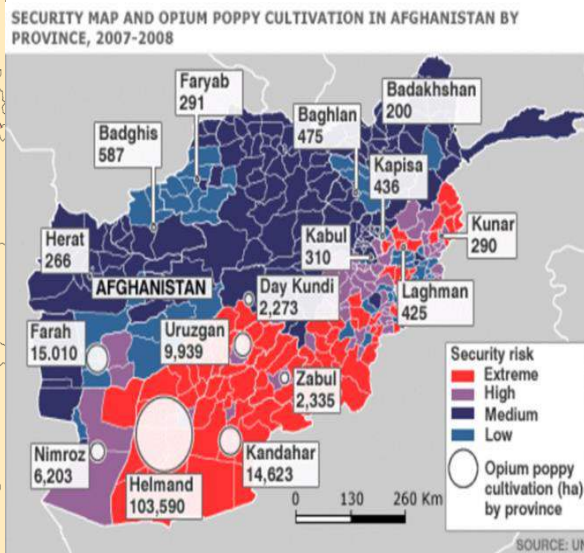 SECURITY MAP AND OPIUM POPPY CULTIVATION IN AFGHANISTAN BY
PROVINCE, 2007-2008
Faryab
291
Badakhshan
200
Baghlan
475
Badghis
587
Kapisa
436
Kunar
290
Herat
266
Kabul
310
AFGHANISTAN
Day Kundi
2,273
Laghman
425
Farah
15.010
Uruzgan
9,939
Zabul
2,335
Nimroz
6,203
Helmand
103,590
Kandahar
14,623
Security risk
Extreme
High
Medium
Low
Opium poppy
cultivation (ha)
by province
0 130 260 Km
SOURCE: UN